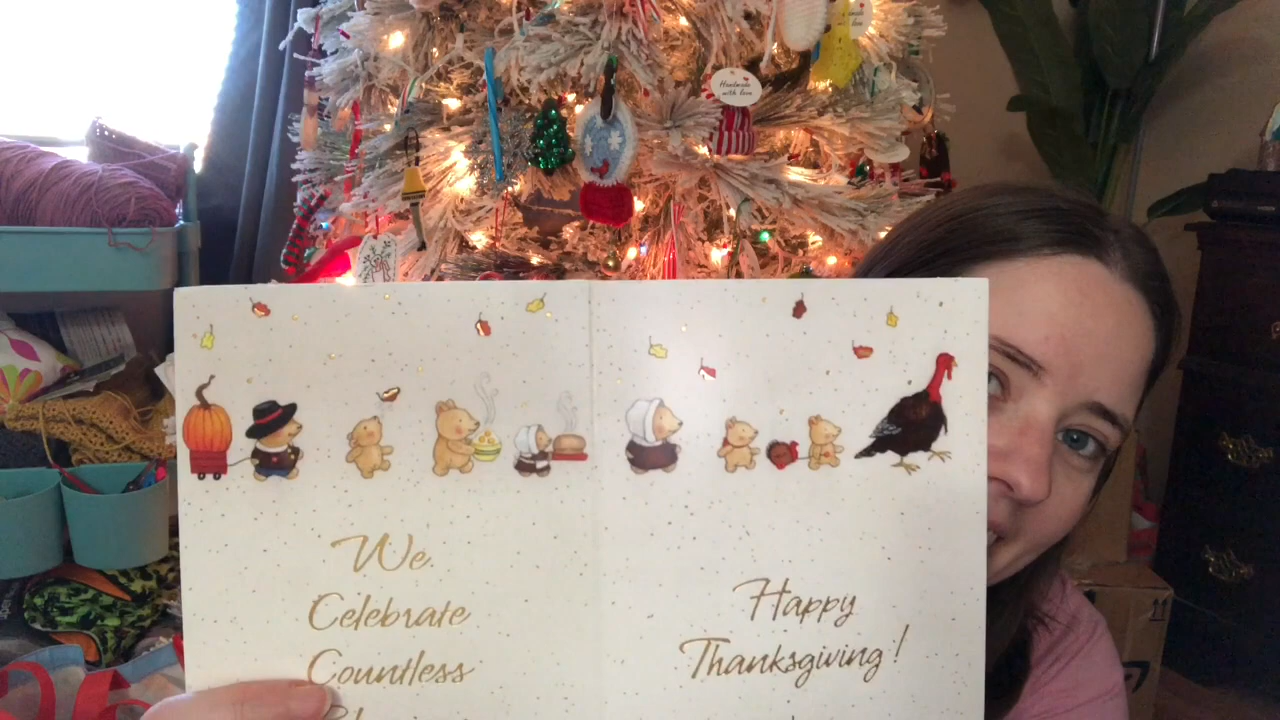 Handmade
with love
We
Celebrate
Countless
Happy
Thanksgiving!